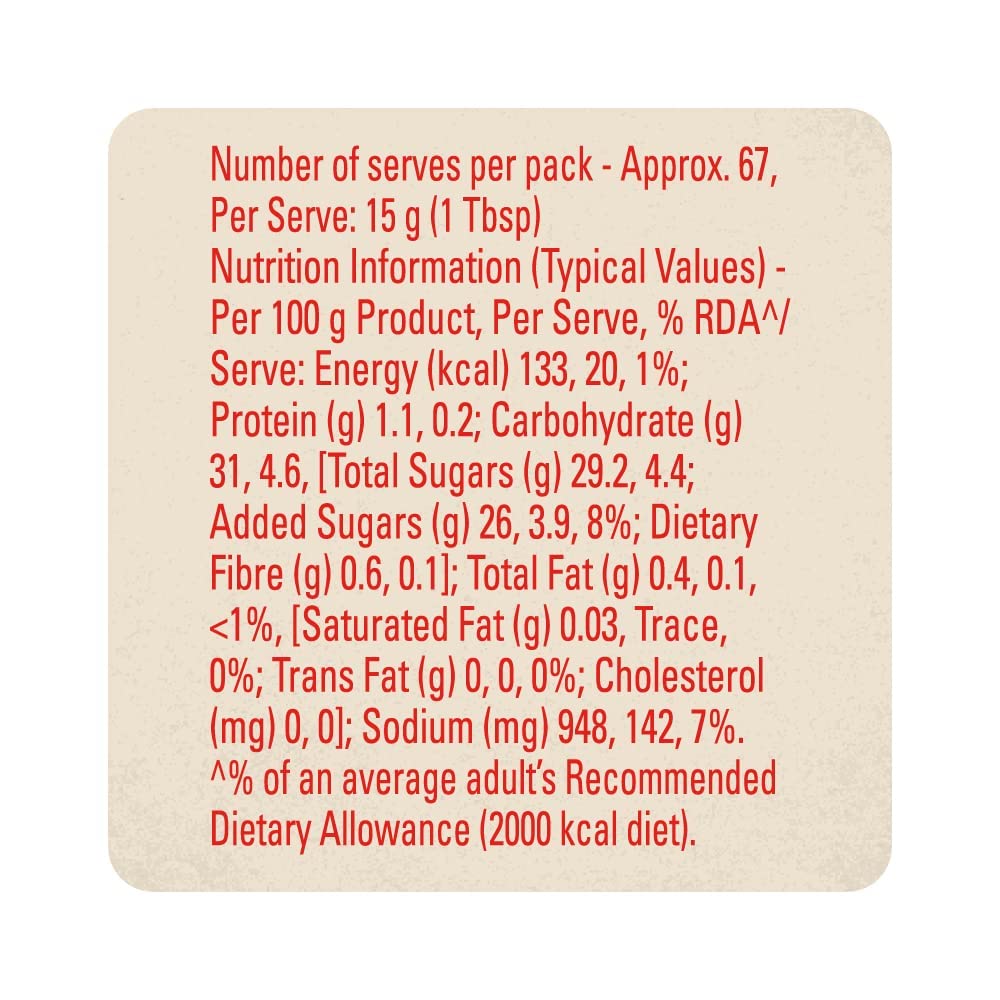 Number of serves per pack - Approx. 67,
Per Serve: 15 g (1 Tbsp)
Nutrition Information (Typical Values) -
Per 100 g Product, Per Serve, % RDA^/
Serve: Energy (kcal) 133, 20, 1%;
Protein (g) 1.1, 0.2; Carbohydrate (g)
31, 4.6, [Total Sugars (g) 29.2, 4.4;
Added Sugars (g) 26, 3.9, 8%; Dietary
Fibre (g) 0.6, 0.1]; Total Fat (g) 0.4, 0.1,
<1%, [Saturated Fat (g) 0.03, Trace,
0%; Trans Fat (g) 0, 0, 0%; Cholesterol
(mg) 0, 0]; Sodium (mg) 948, 142, 7%.
^% of an average adult’s Recommended
Dietary Allowance (2000 kcal diet).